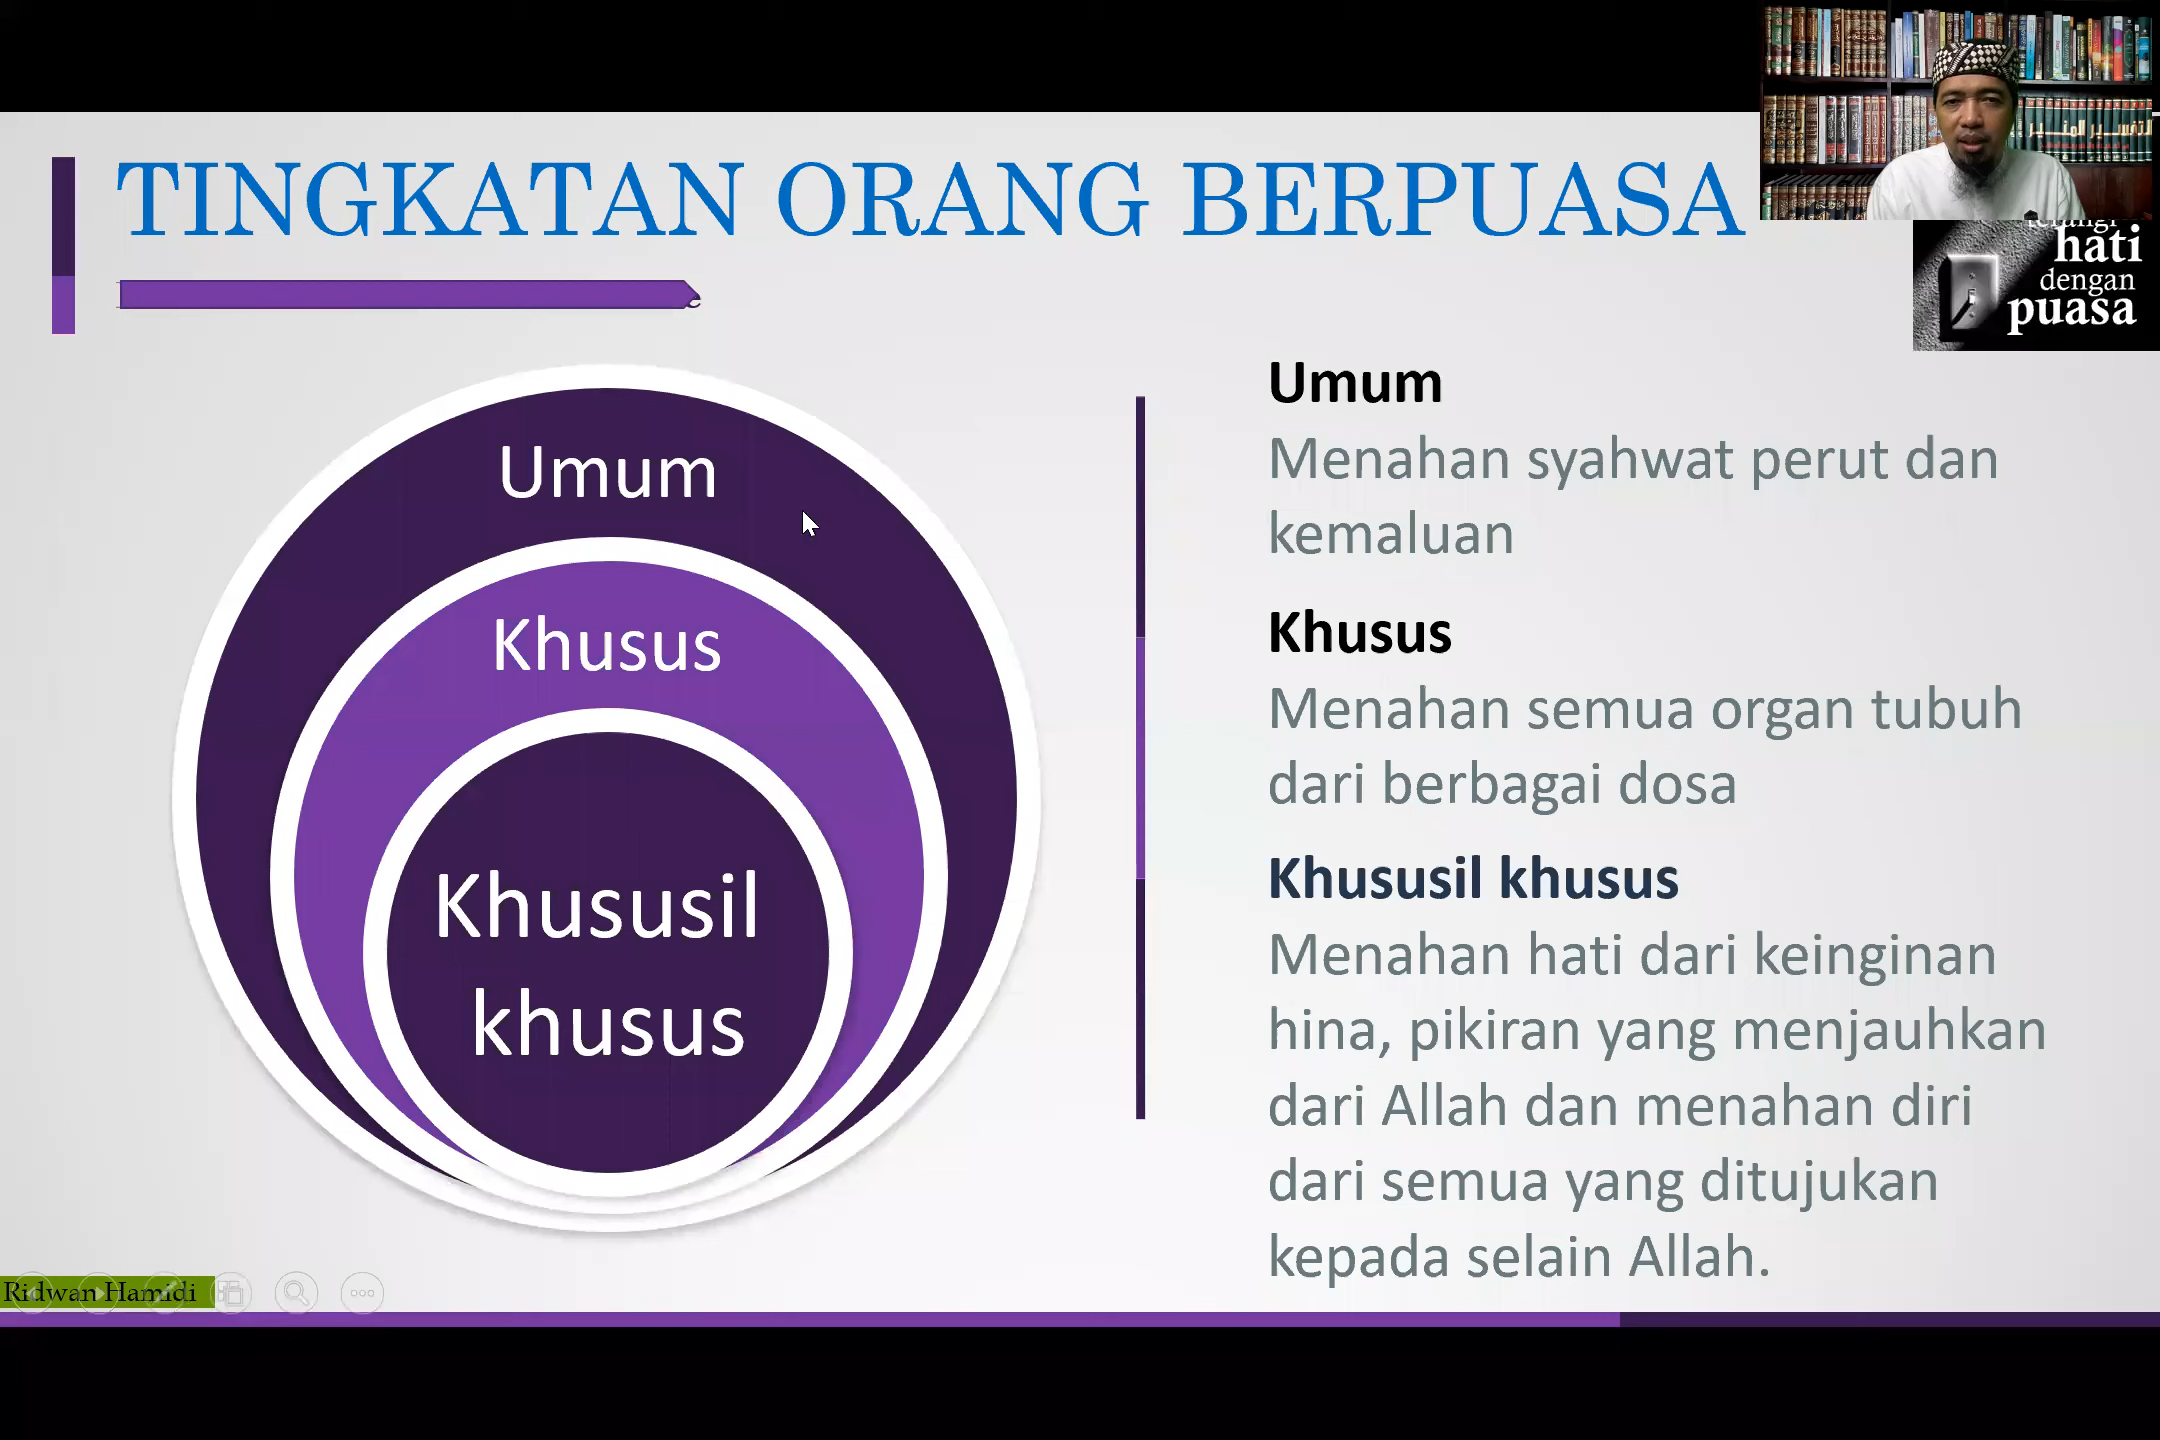 TINGKATAN ORANG BERPUASA
hati
dengan
puasa
Umum
Khusus
Khususil
khusus
Umum
Menahan syahwat perut dan
kemaluan
Khusus
Menahan semua organ tubuh
dari berbagai dosa
Khususil khusus
Menahan hati dari keinginan
hina, pikiran yang menjauhkan
dari Allah dan menahan diri
dari semua yang ditujukan
kepada selain Allah.
Ridwan Hamidi